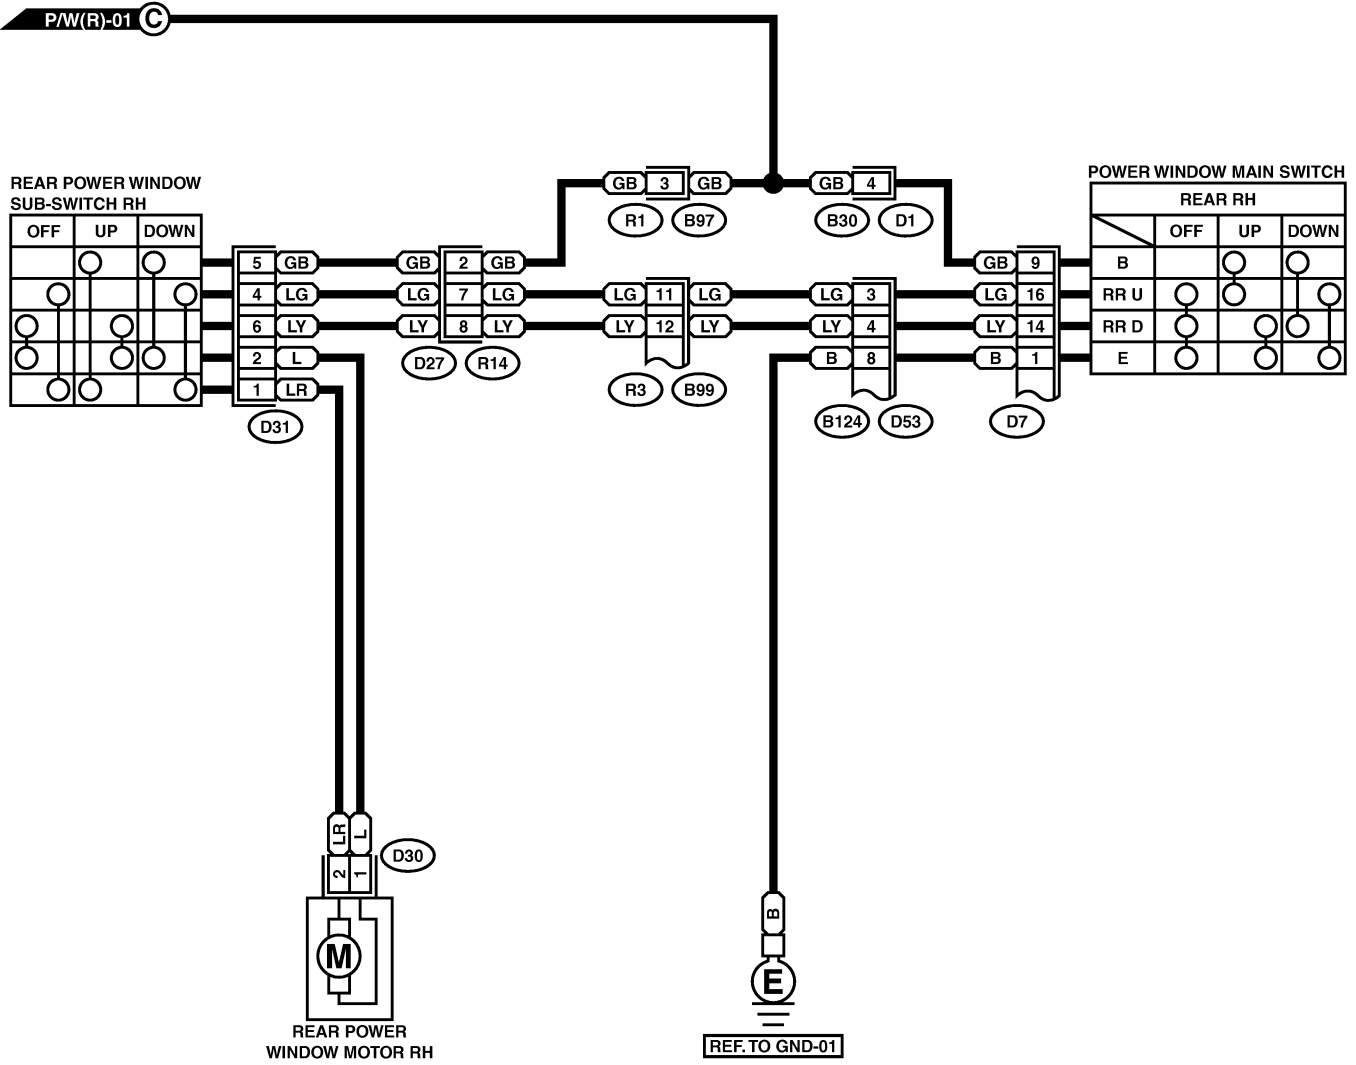 P/W(R)-01 C
POWER WINDOW MAIN SWITCH
REAR RH
OFF UP DOWN
B
RR U
RR D
E
REAR POWER WINDOW
SUB-SWITCH RH
OFF UP DOWN
GB 3 GB
GB 4
R1 B97
B30 D1
5 GB
GB 2 GB
GB 9
4 LG
LG 7 LG
LG 11 LG
LG 3
LG 16
6 LY
LY 8 LY
LY 12 LY
LY 4
LY 14
2 L
B 8
B 1
1 LR
D27 R14
R3 B99
B124 D53
D7
D31
LR L
2 1
D30
M
REAR POWER
WINDOW MOTOR RH
B
E
REF. TO GND-01